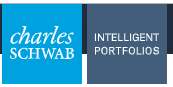 charles
SCHWAB
INTELLIGENT
PORTFOLIOS